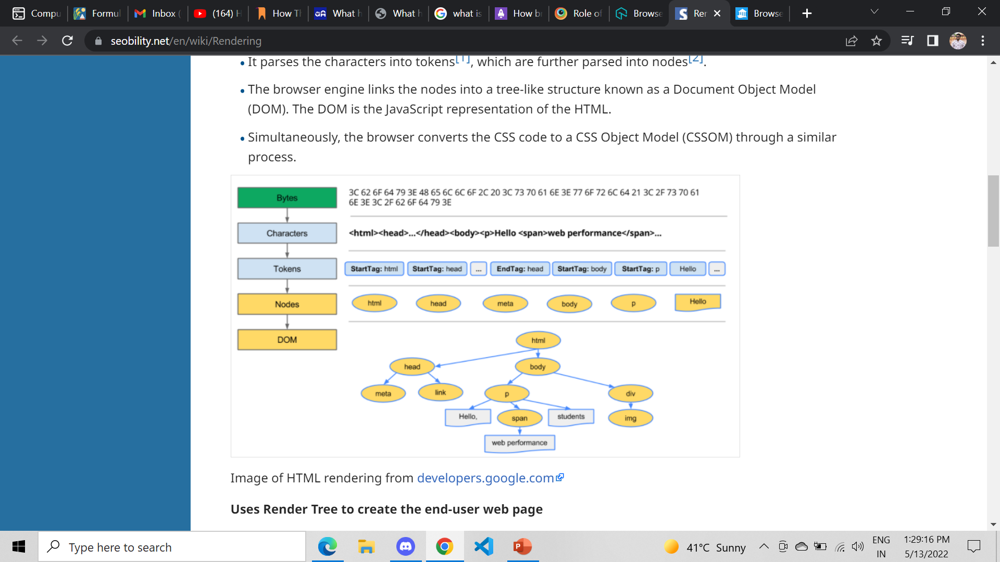 Compu
Formul
Inbox (
(164) H
How Th
What h
What h
what is
How br
Role of
Browse
Ren
Browse
seobility.net/en/wiki/Rendering
It parses the characters into tokens[1], which are further parsed into nodes[2].
The browser engine links the nodes into a tree-like structure known as a Document Object Model
(DOM). The DOM is the JavaScript representation of the HTML.
Simultaneously, the browser converts the CSS code to a CSS Object Model (CSSOM) through a similar
process.
Bytes
3C 62 6F 64 79 3E 48 65 6C 6C 6F 2C 20 3C 73 70 61 6E 3E 77 6F 72 6C 64 21 3C 2F 73 70 61
6E 3E 3C 2F 62 6F 64 79 3E
Characters
<html><head>...</head><body><p>Hello <span>web performance</span>...
Tokens
StartTag: html StartTag: head ... EndTag: head StartTag: body StartTag: p Hello ...
Nodes
html head meta body p Hello
DOM
html
head body
meta link p div
Hello, span students img
web performance
Image of HTML rendering from developers.google.com
Uses Render Tree to create the end-user web page
Type here to search
41°C Sunny
ENG
IN
1:29:16 PM
5/13/2022